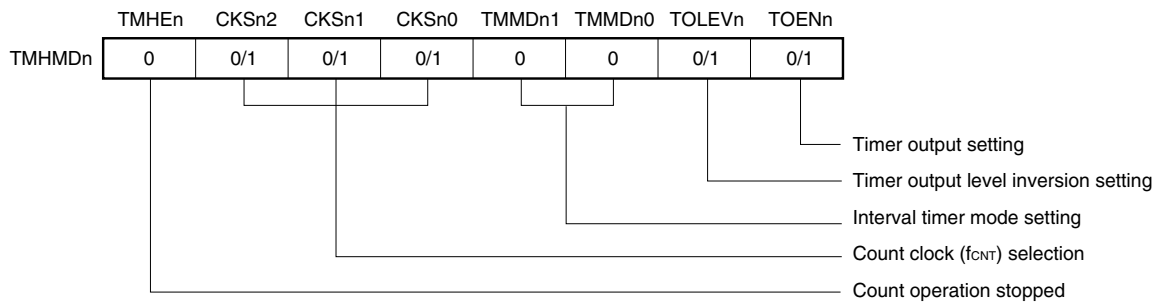 TMHEn CKSn2 CKSn1 CKSn0 TMMDn1 TMMDn0 TOLEVn TOENn
TMHMDn 0 0/1 0/1 0/1 0 0 0/1 0/1
Timer output setting
Timer output level inversion setting
Interval timer mode setting
Count clock (fCNT) selection
Count operation stopped